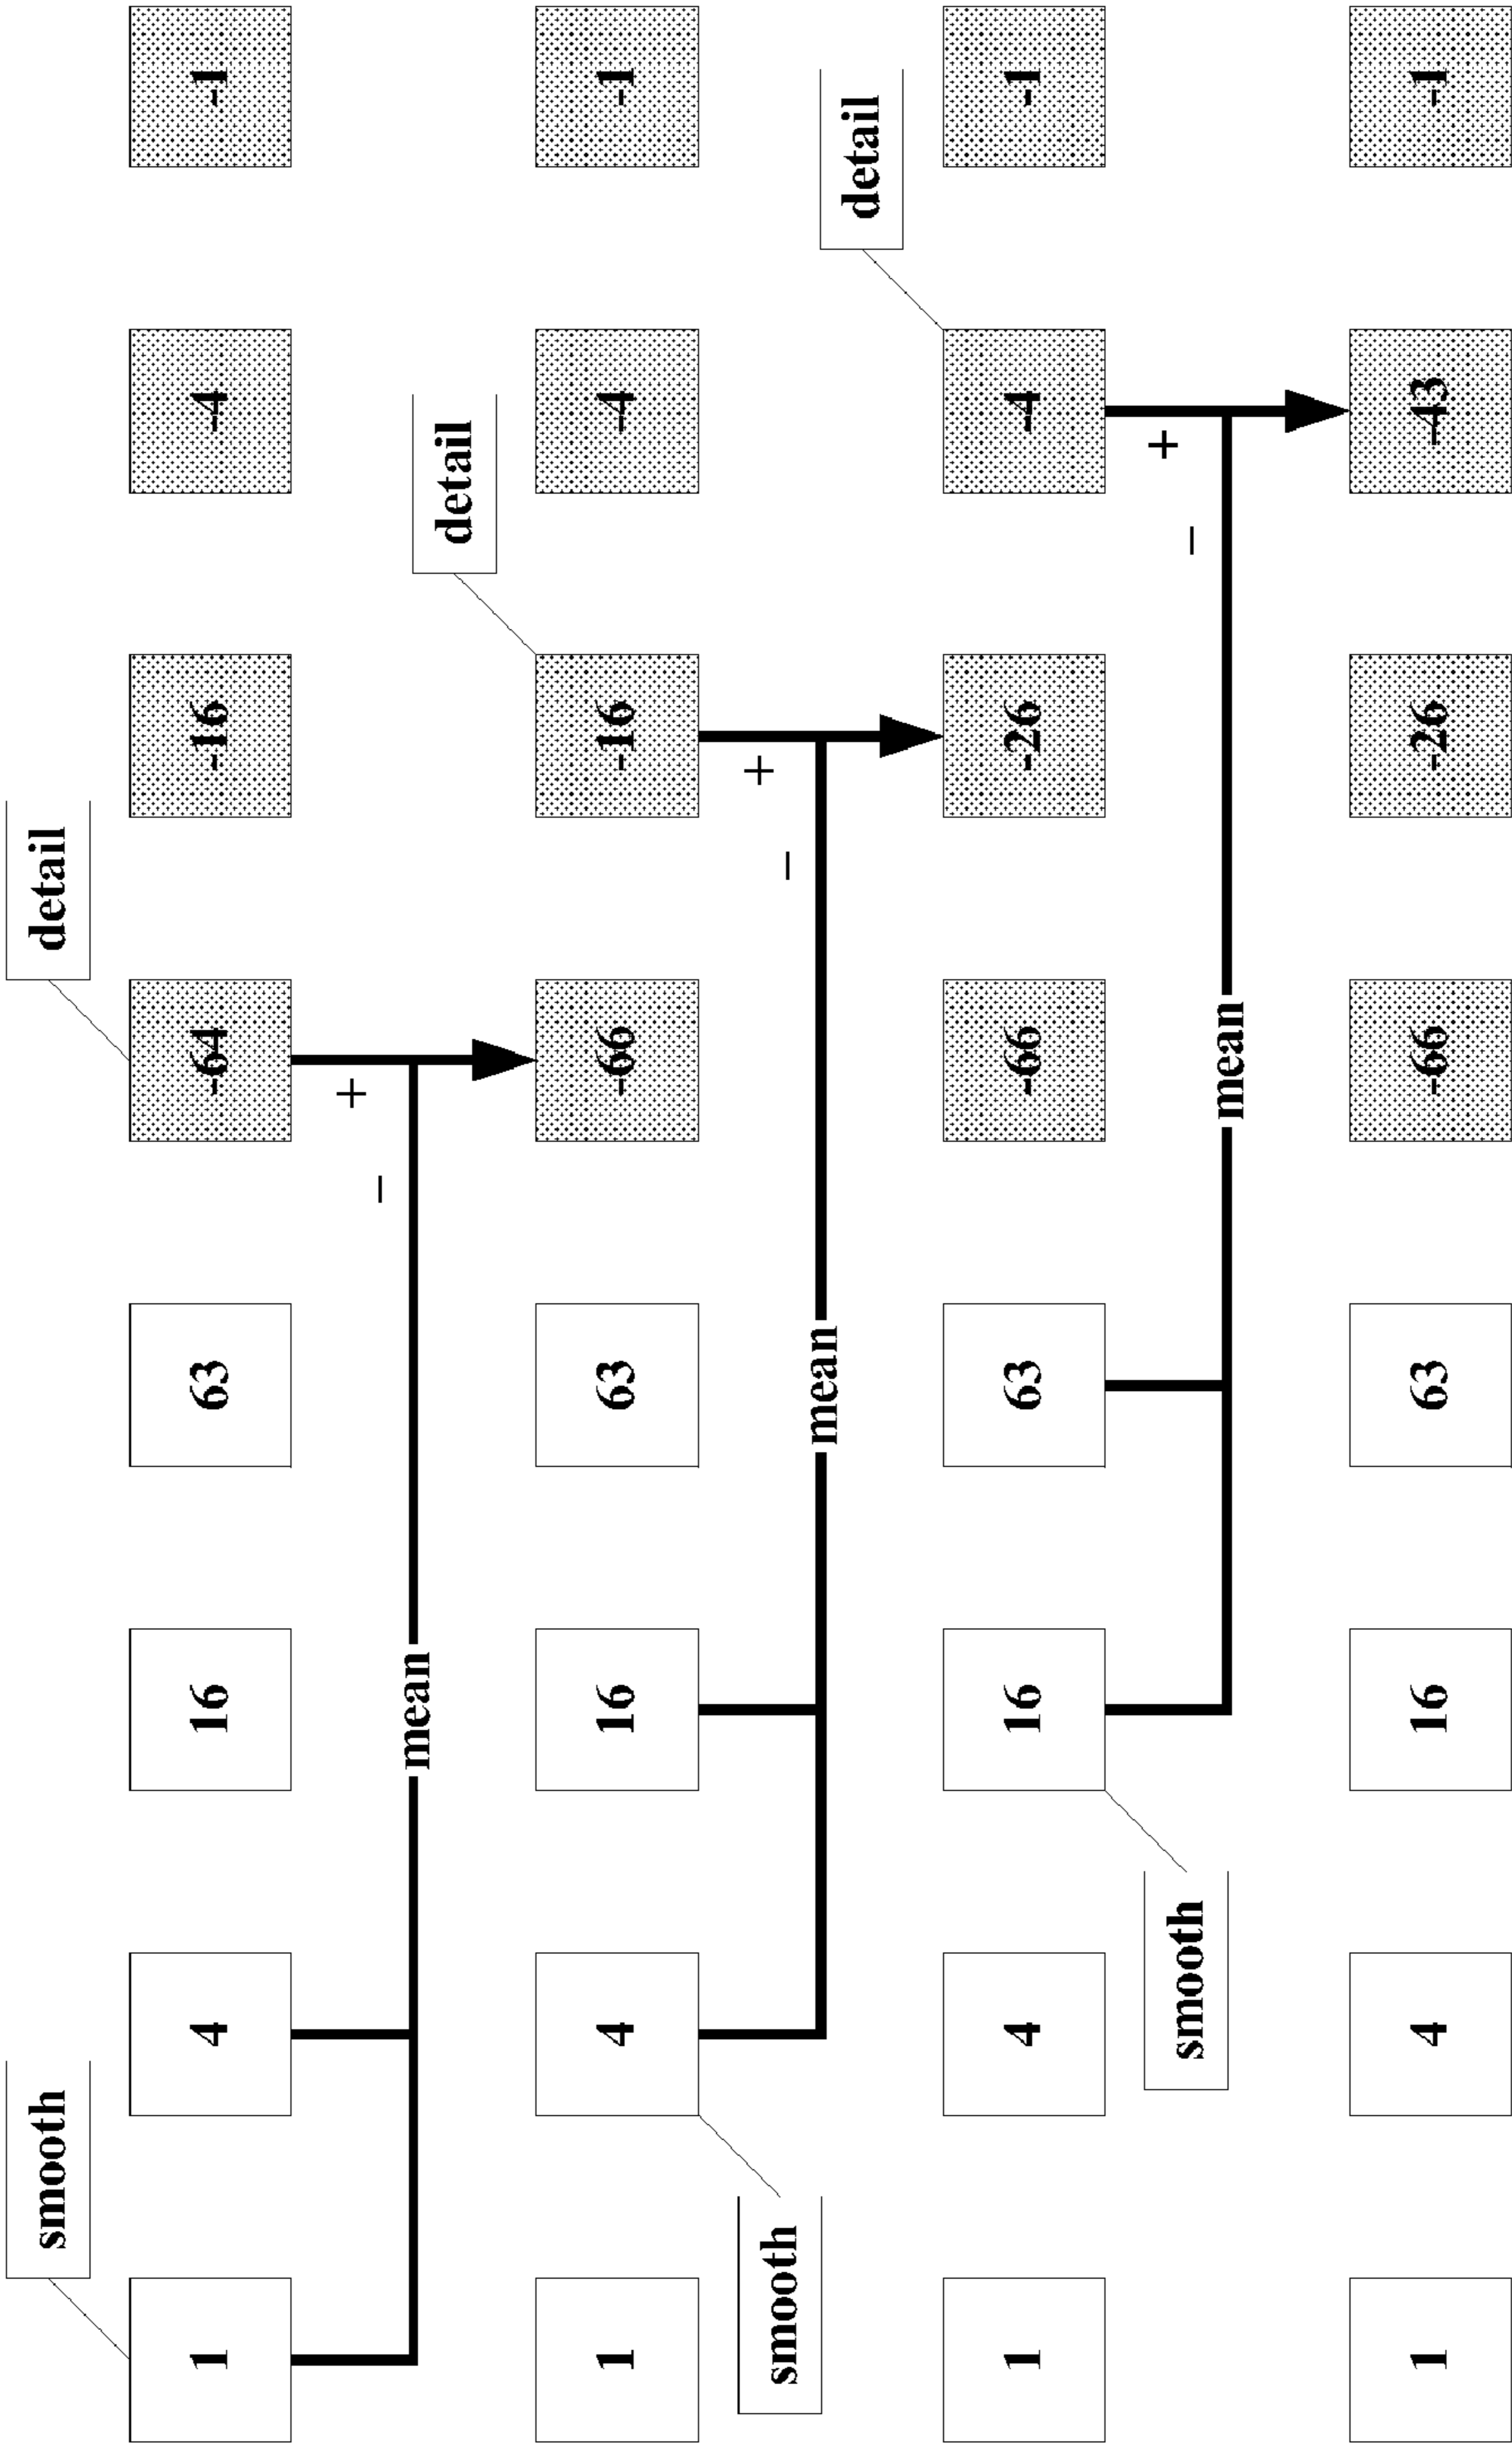 smooth detail
1 4 16 63 -64 -16 -4 -1
+
–
mean
detail
1 4 16 63 -66 -16 -4 -1
+
smooth –
mean
detail
1 4 16 63 -66 -26 -4 -1
+
smooth –
mean
1 4 16 63 -66 -26 -43 -1